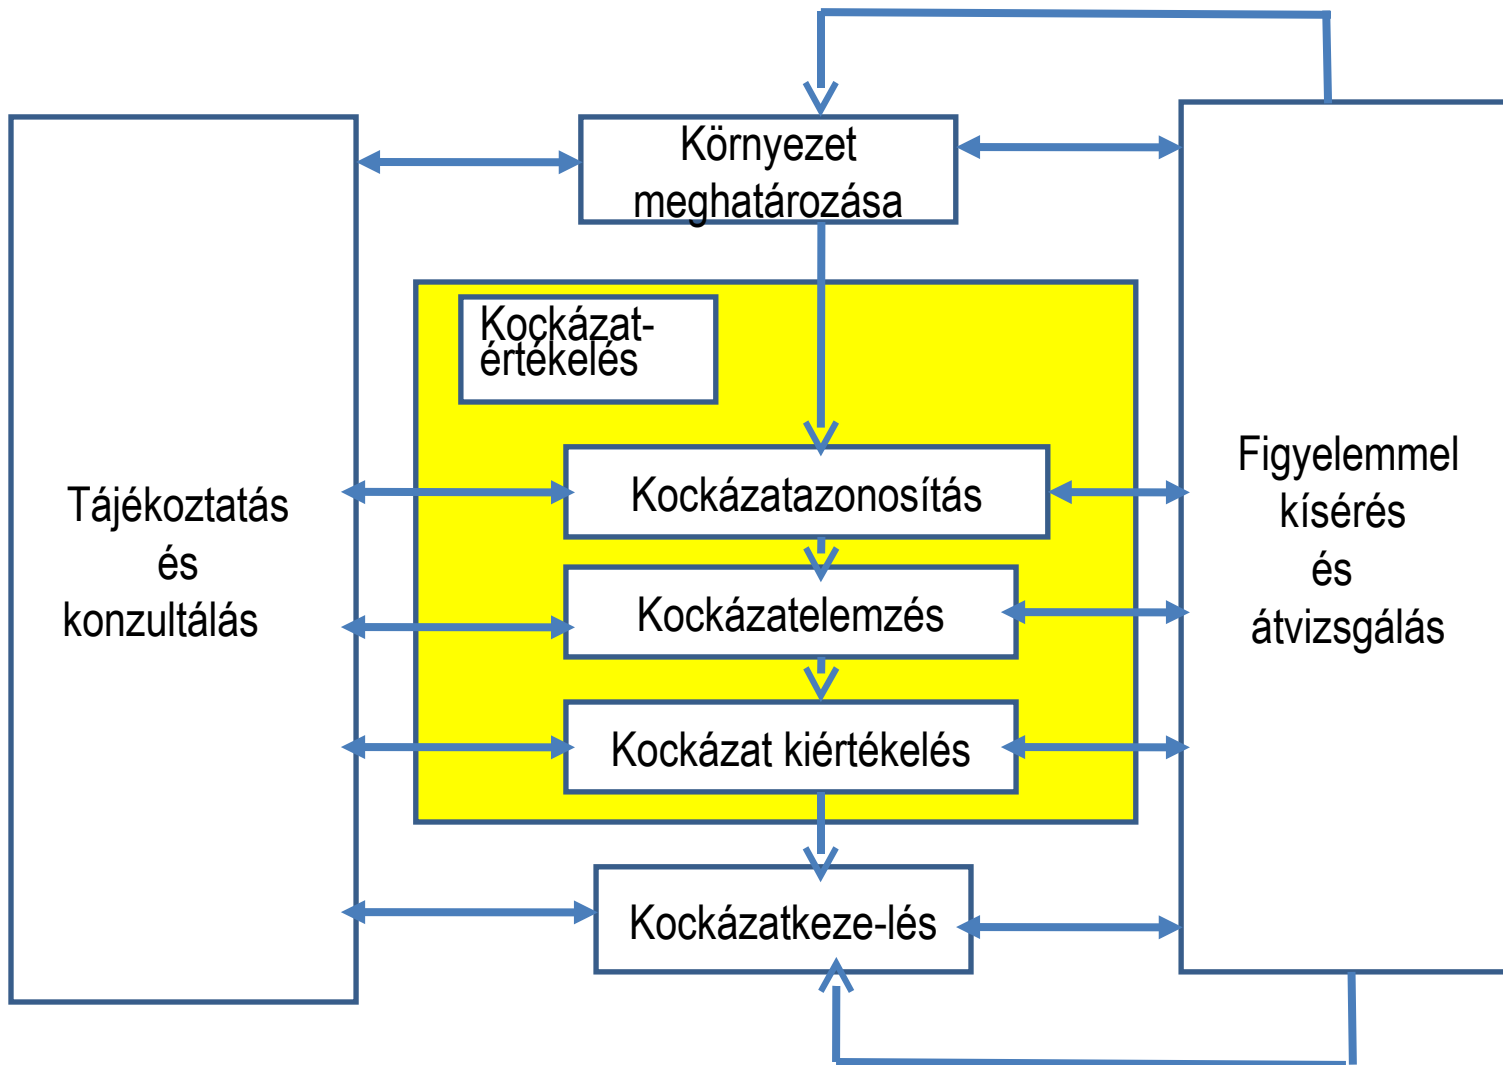 Környezet
meghatározása
Kockázat-
értékelés
Tájékoztatás
és
konzultálás
Kockázatazonosítás
Kockázatelemzés
Kockázat kiértékelés
Kockázatkeze-lés
Figyelemmel
kísérés
és
átvizsgálás